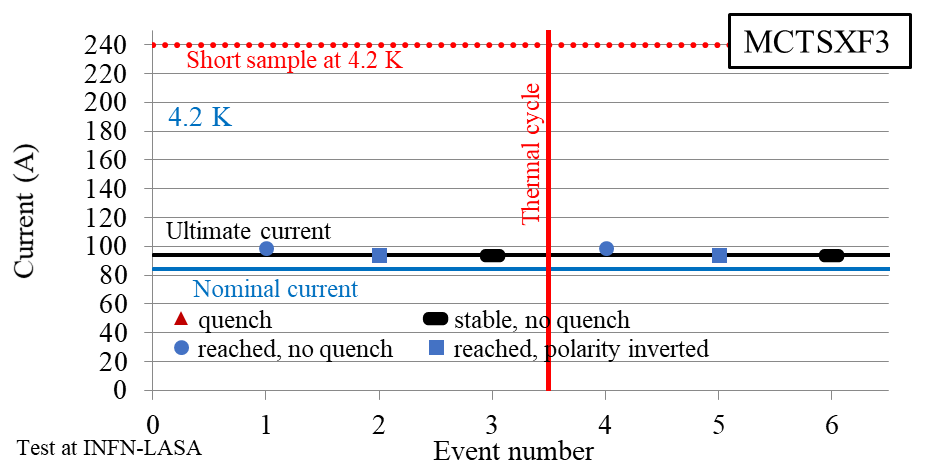 MCTSXF3
Short sample at 4.2 K
4.2 K
Thermal cycle
Current (A)
240
220
200
180
160
140
120
100
80
60
40
20
0
Ultimate current
Nominal current
quench
stable, no quench
reached, no quench
reached, polarity inverted
0 1 2 3 4 5 6
Test at INFN-LASA
Event number